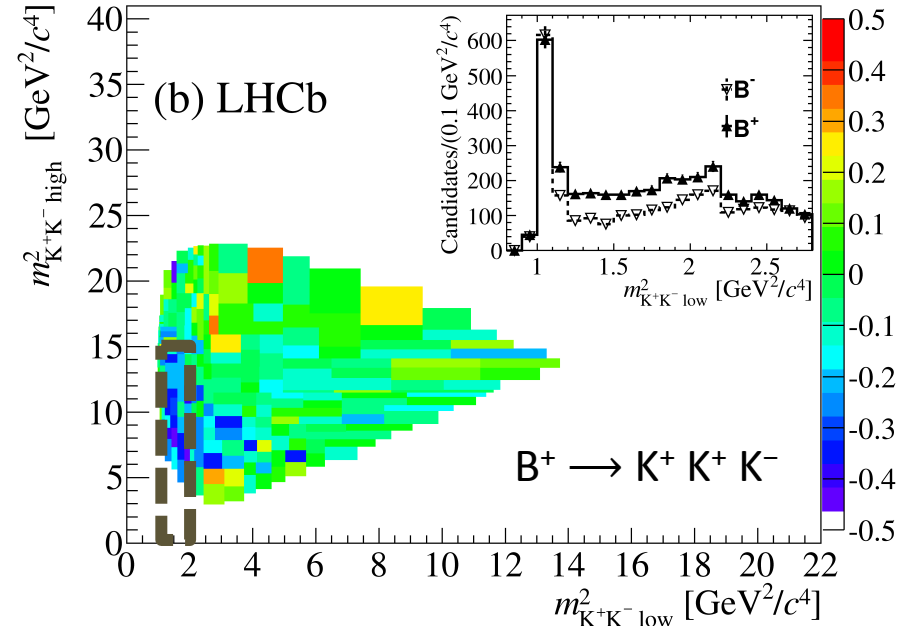 m²K⁺K⁻ high [GeV²/c⁴]
40
35
30
25
20
15
10
5
0
(b) LHCb
Candidates/(0.1 GeV²/c⁴)
600
500
400
300
200
100
0
B⁻
B⁺
1 1.5 2 2.5
m²K⁺K⁻ low [GeV²/c⁴]
B⁺ → K⁺ K⁺ K⁻
0 2 4 6 8 10 12 14 16 18 20 22
m²K⁺K⁻ low [GeV²/c⁴]
0.5
0.4
0.3
0.2
0.1
0
-0.1
-0.2
-0.3
-0.4
-0.5